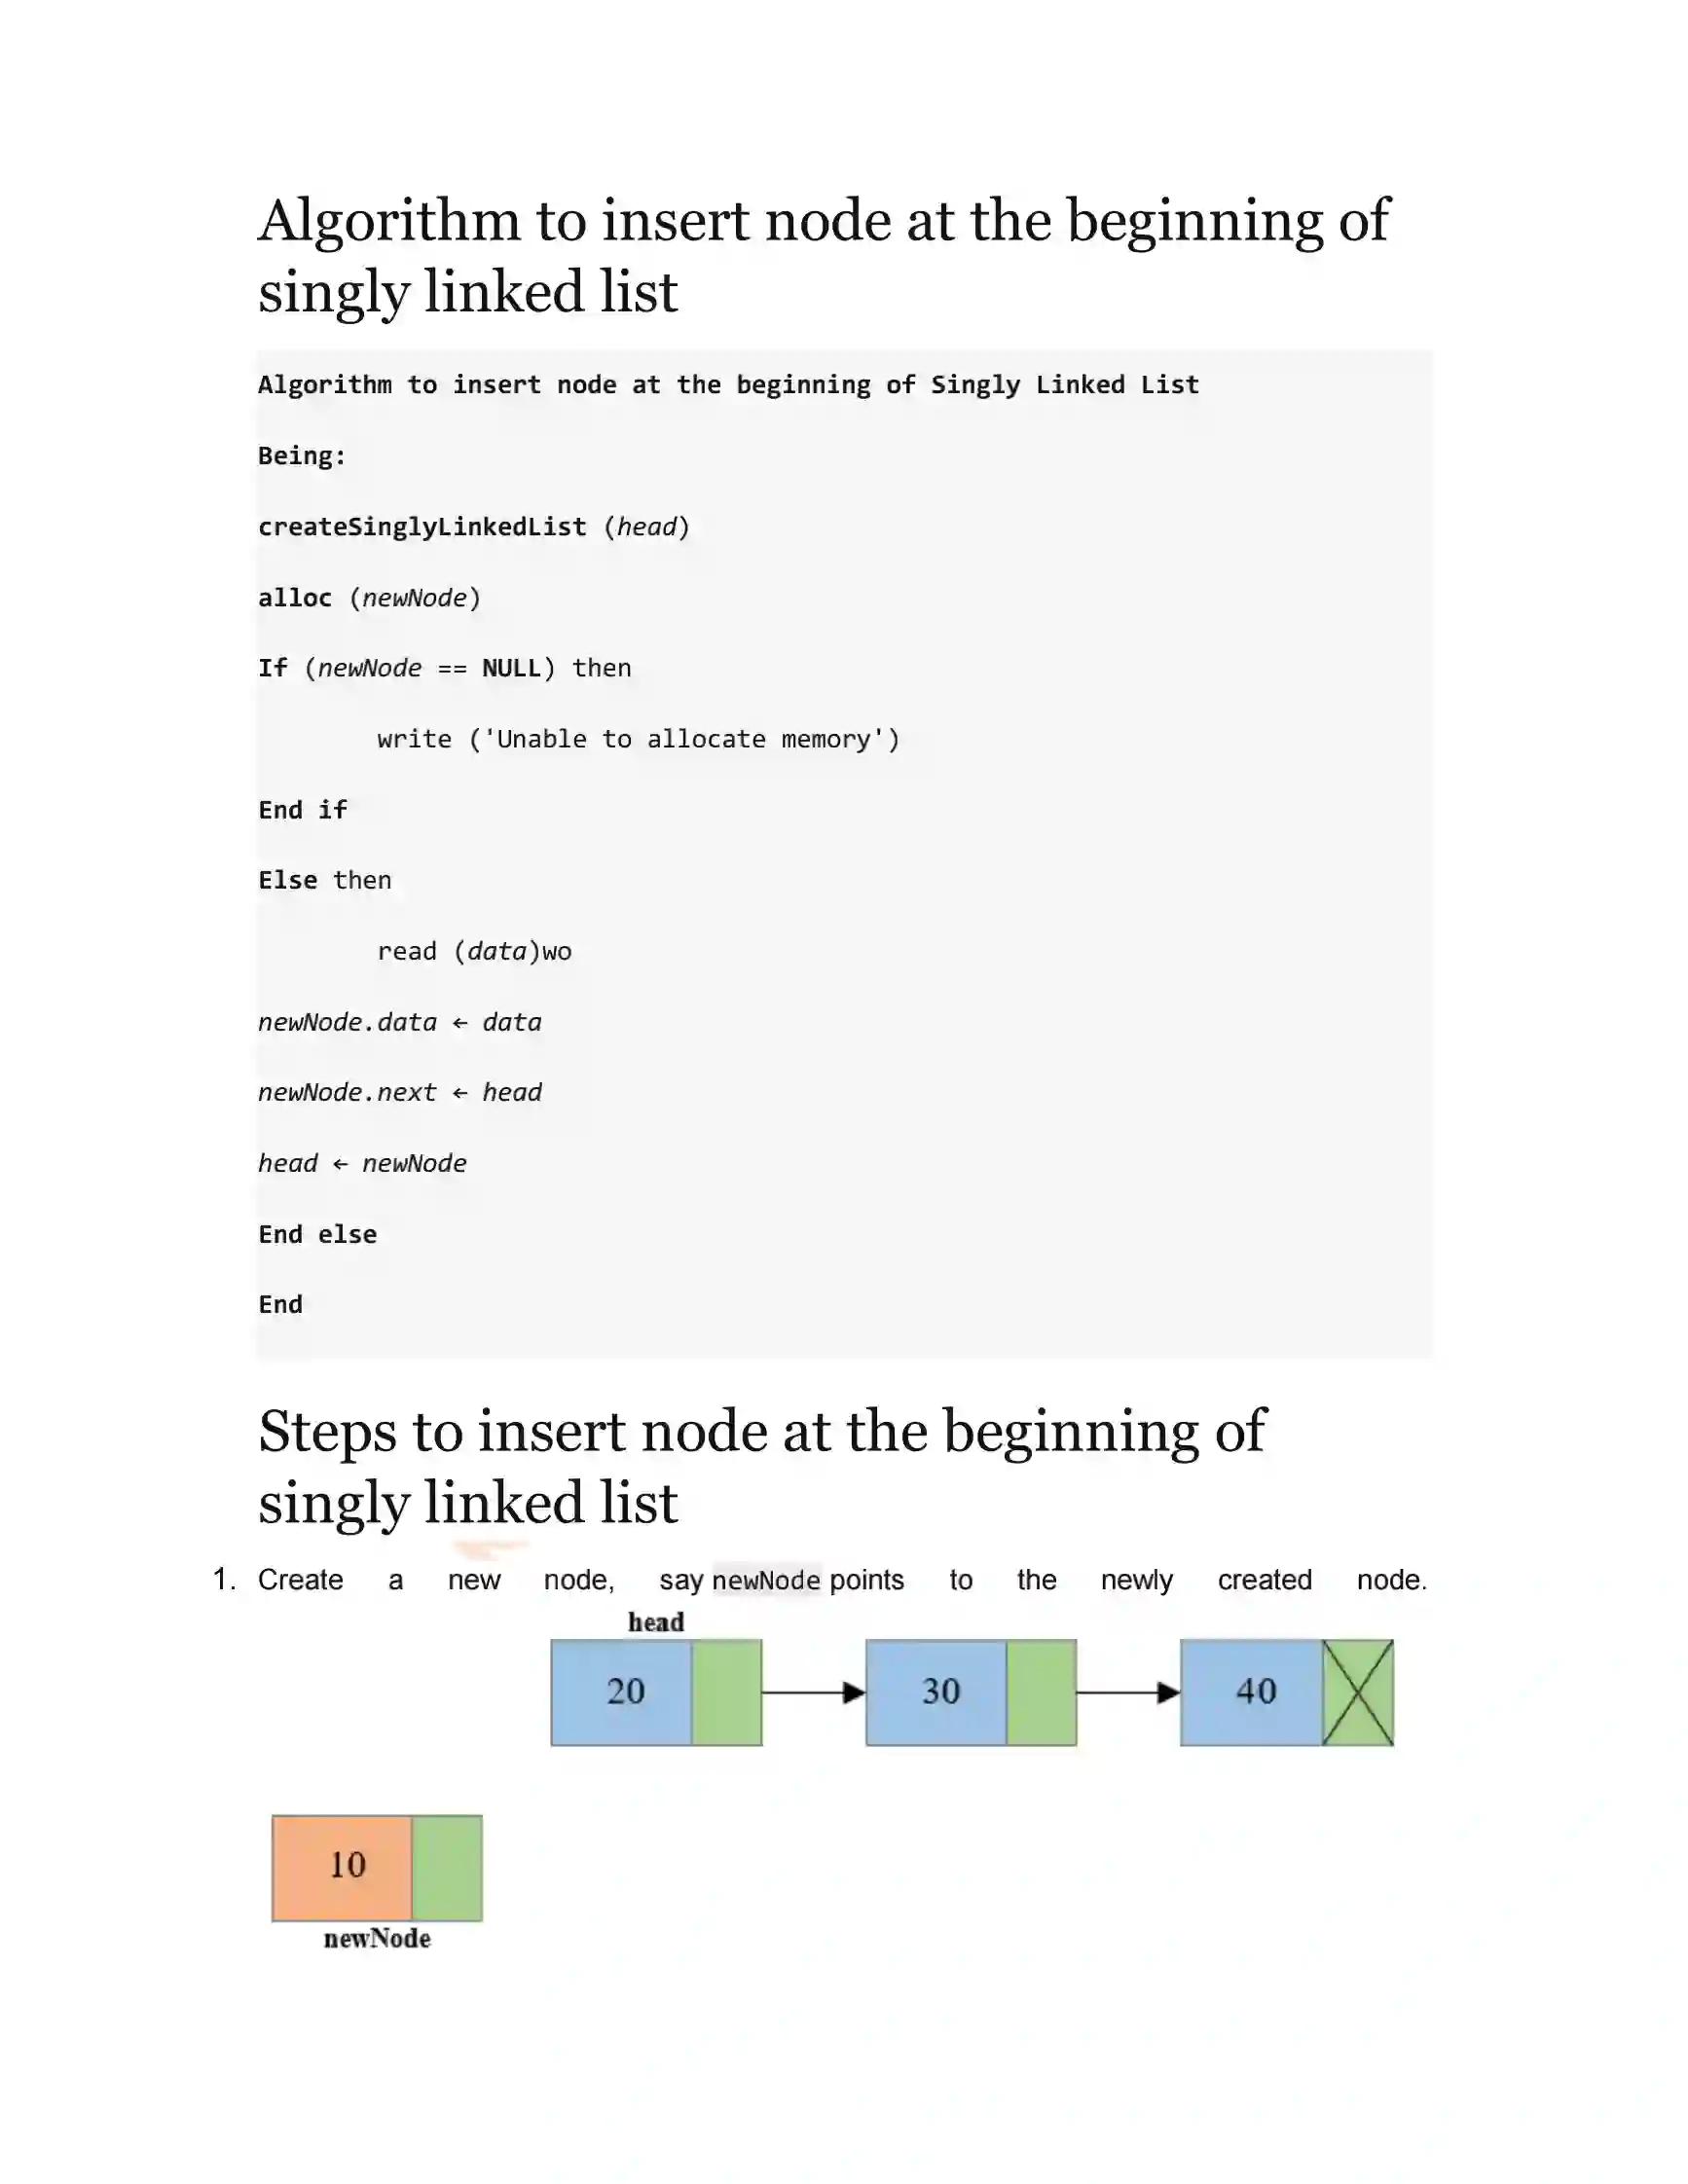 Algorithm to insert node at the beginning of
singly linked list
Algorithm to insert node at the beginning of Singly Linked List
Being:
createSinglyLinkedList (head)
alloc (newNode)
If (newNode == NULL) then
write ('Unable to allocate memory')
End if
Else then
read (data)wo
newNode.data ← data
newNode.next ← head
head ← newNode
End else
End
Steps to insert node at the beginning of
singly linked list
1. Create a new node, say newNode points to the newly created node.
head
20 30 40
10
newNode